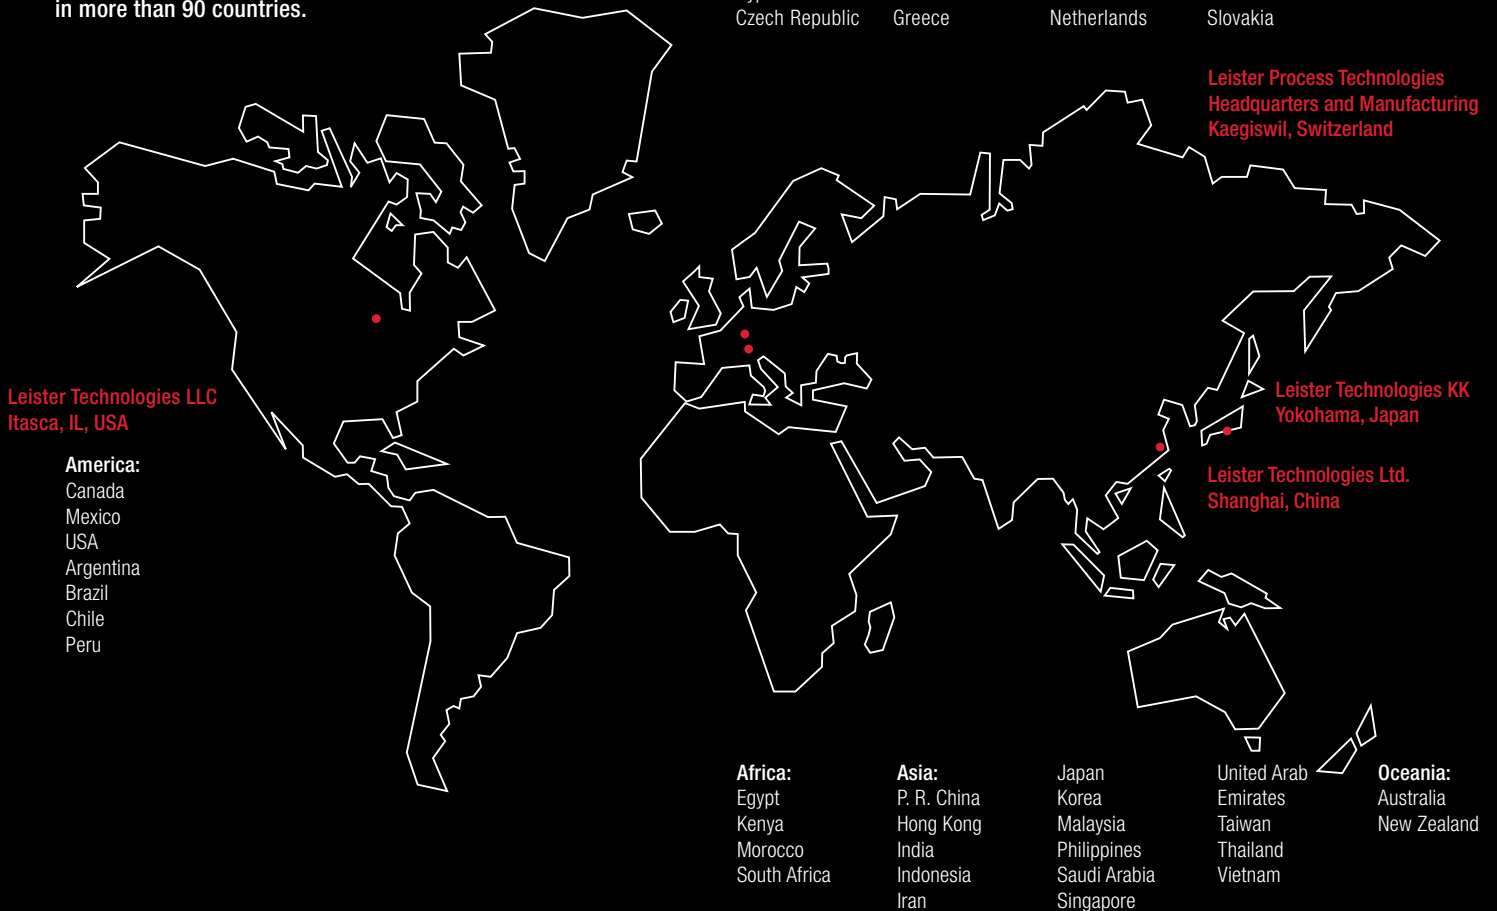 in more than 90 countries.
Czech Republic
Greece
Netherlands
Slovakia
Leister Process Technologies
Headquarters and Manufacturing
Kaegiswil, Switzerland
Leister Technologies LLC
Itasca, IL, USA
America:
Canada
Mexico
USA
Argentina
Brazil
Chile
Peru
Leister Technologies KK
Yokohama, Japan
Leister Technologies Ltd.
Shanghai, China
Africa:
Egypt
Kenya
Morocco
South Africa
Asia:
P. R. China
Hong Kong
India
Indonesia
Iran
Japan
Korea
Malaysia
Philippines
Saudi Arabia
Singapore
United Arab
Emirates
Taiwan
Thailand
Vietnam
Oceania:
Australia
New Zealand